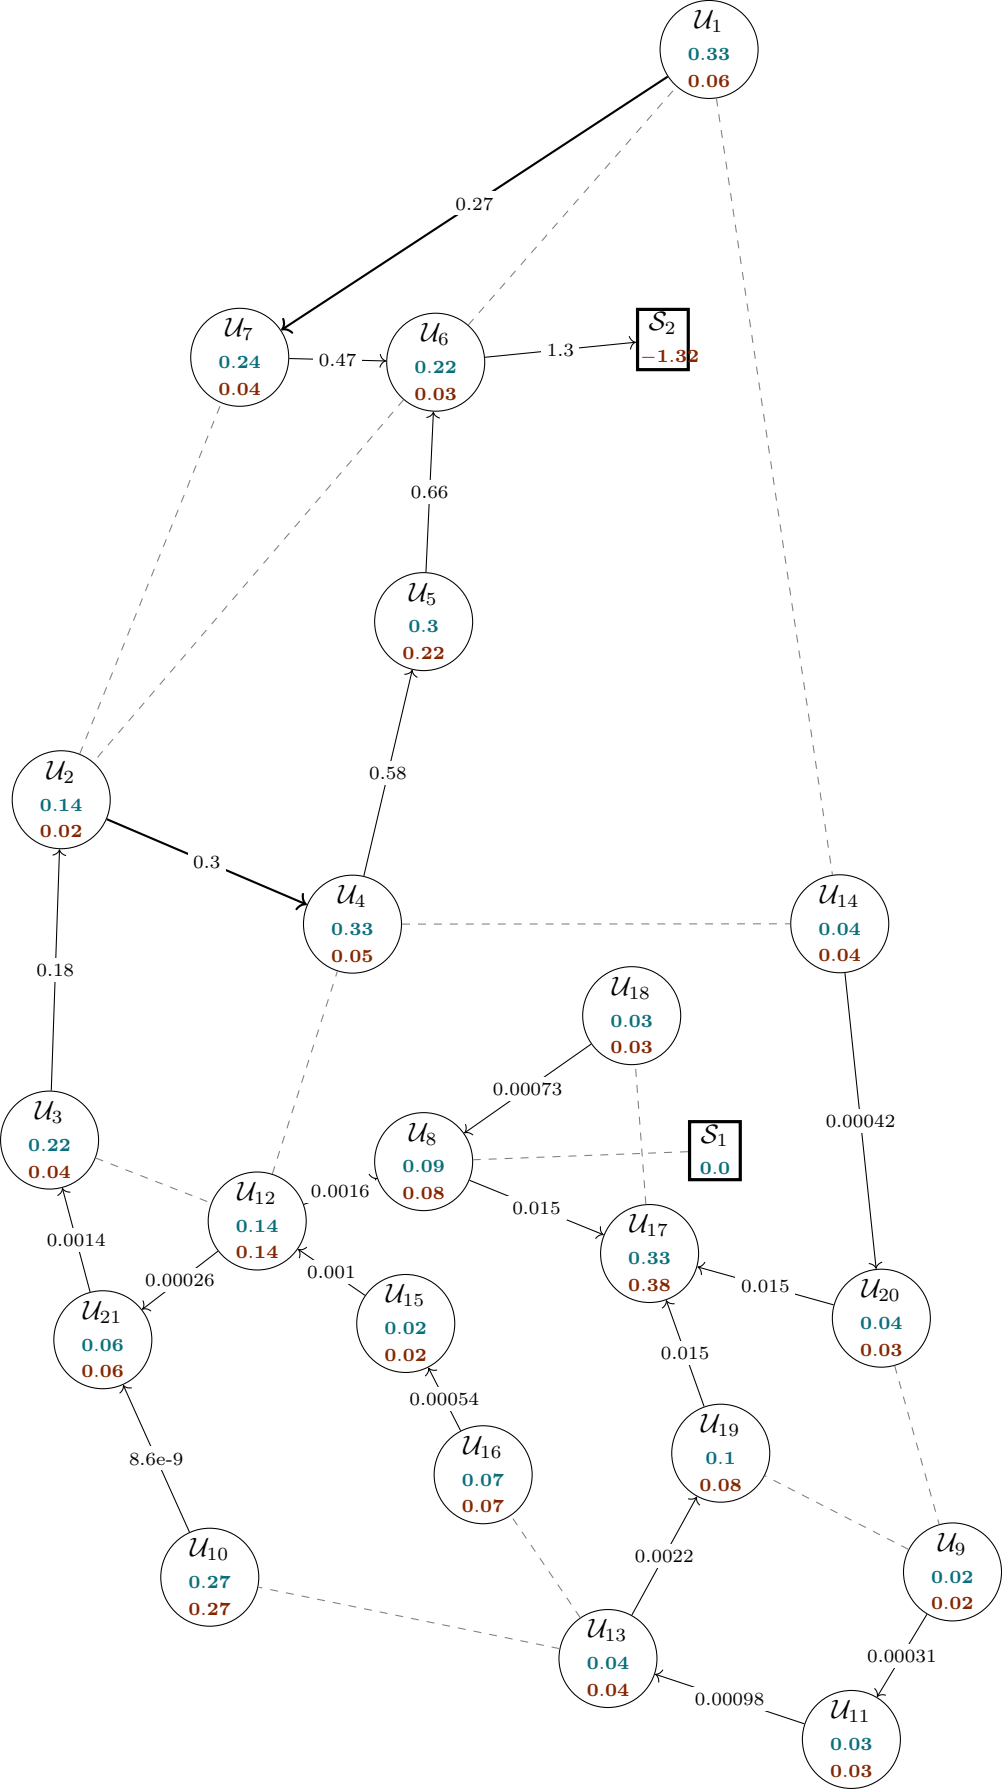 𝒰1
0.33
0.06
0.27
𝒰7
0.24
0.04
0.47
𝒰6
0.22
0.03
1.3
𝒮2
−1.32
0.66
𝒰5
0.3
0.22
0.58
𝒰2
0.14
0.02
0.3
𝒰4
0.33
0.05
𝒰14
0.04
0.04
0.18
𝒰18
0.03
0.03
0.00073
0.00042
𝒰3
0.22
0.04
𝒰8
0.09
0.08
𝒮1
0.0
𝒰12
0.14
0.14
0.0016
0.015
𝒰17
0.33
0.38
0.0014
0.00026
0.001
0.015
𝒰21
0.06
0.06
𝒰15
0.02
0.02
𝒰20
0.04
0.03
0.015
0.00054
𝒰19
0.1
0.08
8.6e-9
𝒰16
0.07
0.07
𝒰10
0.27
0.27
0.0022
𝒰9
0.02
0.02
𝒰13
0.04
0.04
0.00031
0.00098
𝒰11
0.03
0.03